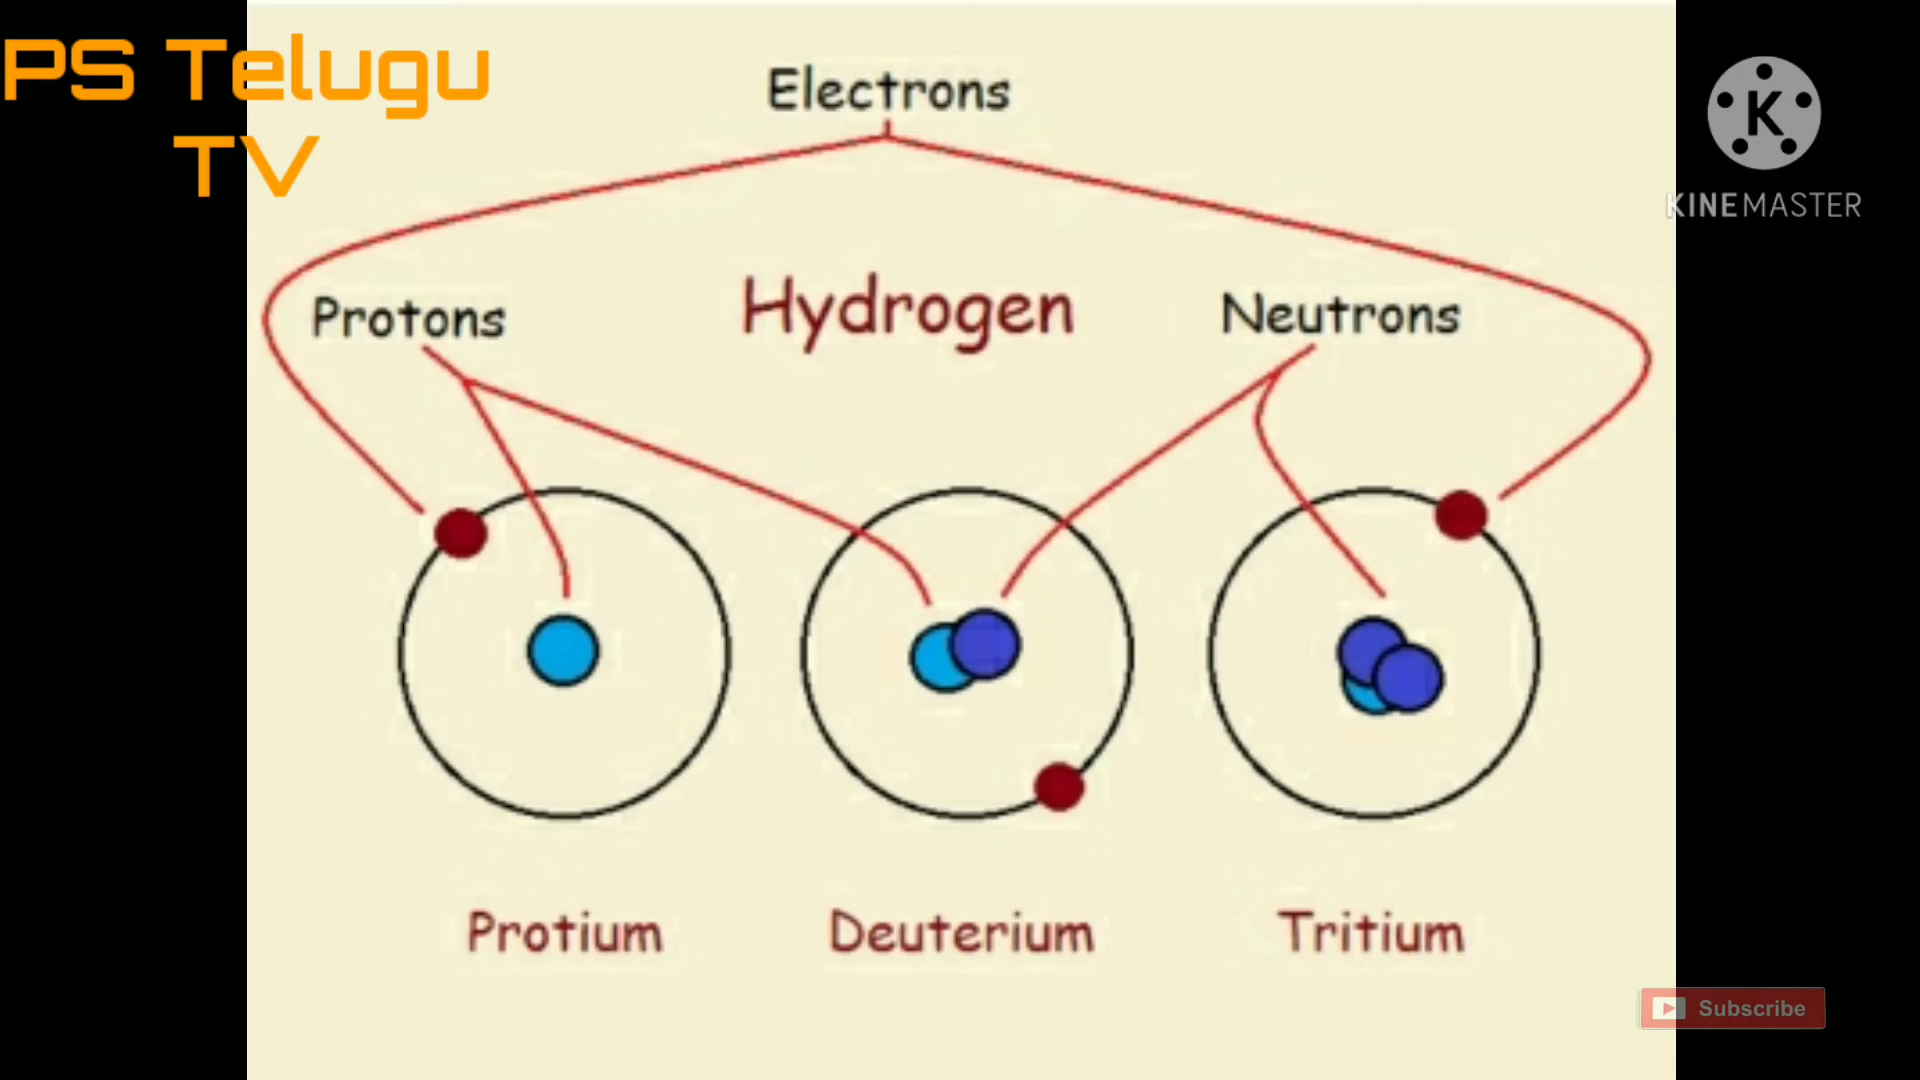 PS Telugu
TV
Electrons
K
KINEMASTER
Protons
Hydrogen
Neutrons
Protium
Deuterium
Tritium
Subscribe